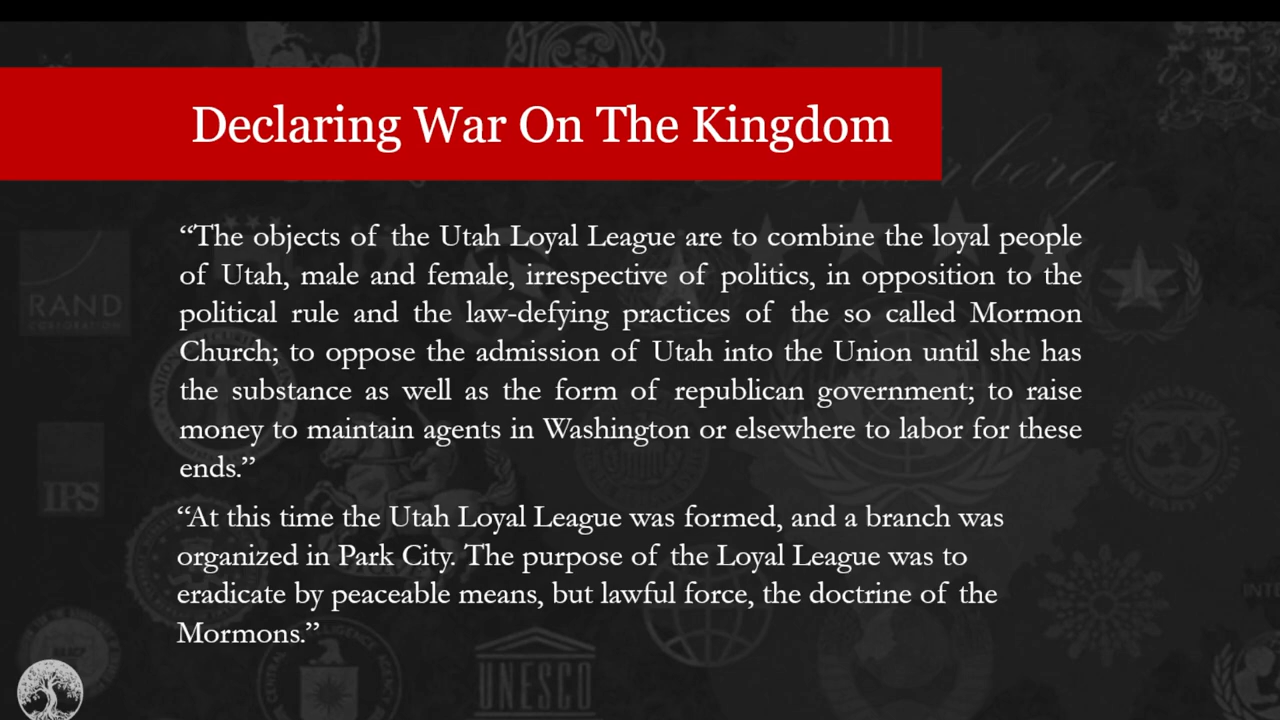 Declaring War On The Kingdom
“The objects of the Utah Loyal League are to combine the loyal people
of Utah, male and female, irrespective of politics, in opposition to the
political rule and the law-defying practices of the so called Mormon
Church; to oppose the admission of Utah into the Union until she has
the substance as well as the form of republican government; to raise
money to maintain agents in Washington or elsewhere to labor for these
ends.”
“At this time the Utah Loyal League was formed, and a branch was
organized in Park City. The purpose of the Loyal League was to
eradicate by peaceable means, but lawful force, the doctrine of the
Mormons.”
RAND
CORPORATION
IPS
NAACP
UNESCO